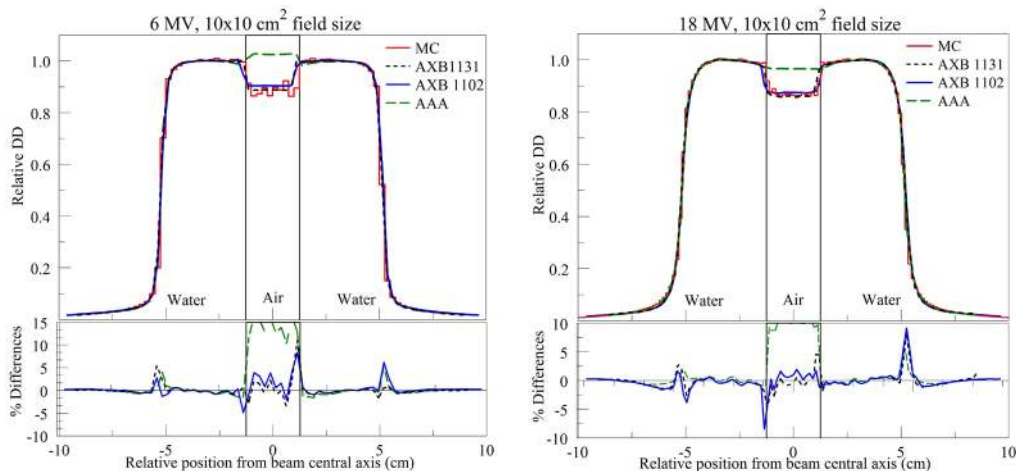 6 MV, 10x10 cm² field size
1.0
0.8
0.6
0.4
0.2
Relative DD
MC
AXB1131
AXB 1102
AAA
Water
Air
Water
15
10
5
0
-5
-10
% Differences
-10
-5
0
5
10
Relative position from beam central axis (cm)
18 MV, 10x10 cm² field size
1.0
0.8
0.6
0.4
0.2
Relative DD
MC
AXB1131
AXB 1102
AAA
Water
Air
Water
10
5
0
-5
-10
% Differences
-10
-5
0
5
10
Relative position from beam central axis (cm)